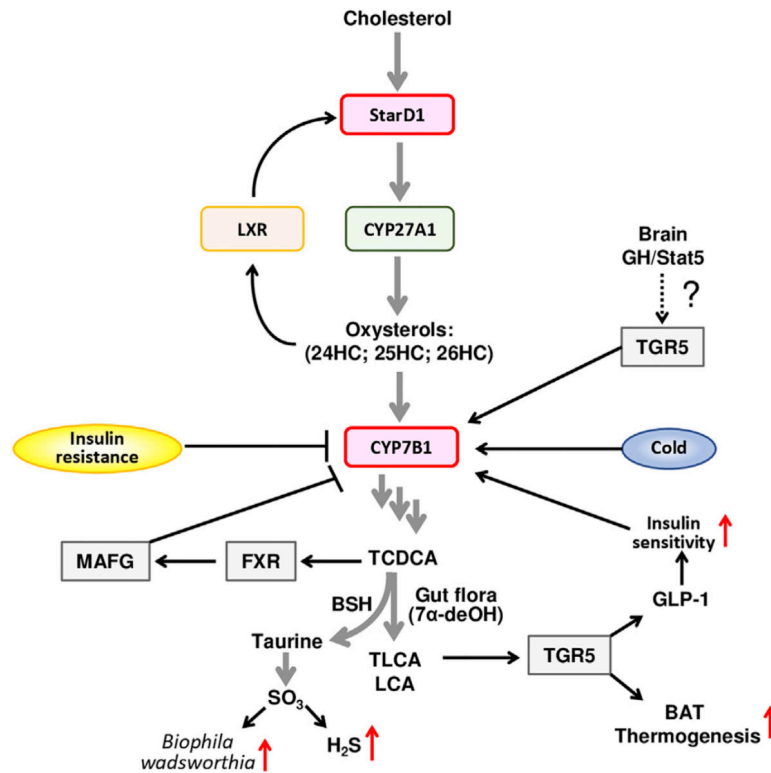 Cholesterol
StarD1
LXR
CYP27A1
Brain
GH/Stat5
?
Oxysterols:
(24HC; 25HC; 26HC)
TGR5
Insulin
resistance
CYP7B1
Cold
Insulin
sensitivity
MAFG
FXR
TCDCA
GLP-1
BSH
Gut flora
(7α-deOH)
Taurine
TLCA
LCA
TGR5
SO3
BAT
Thermogenesis
Biophila
wadsworthia
H2S